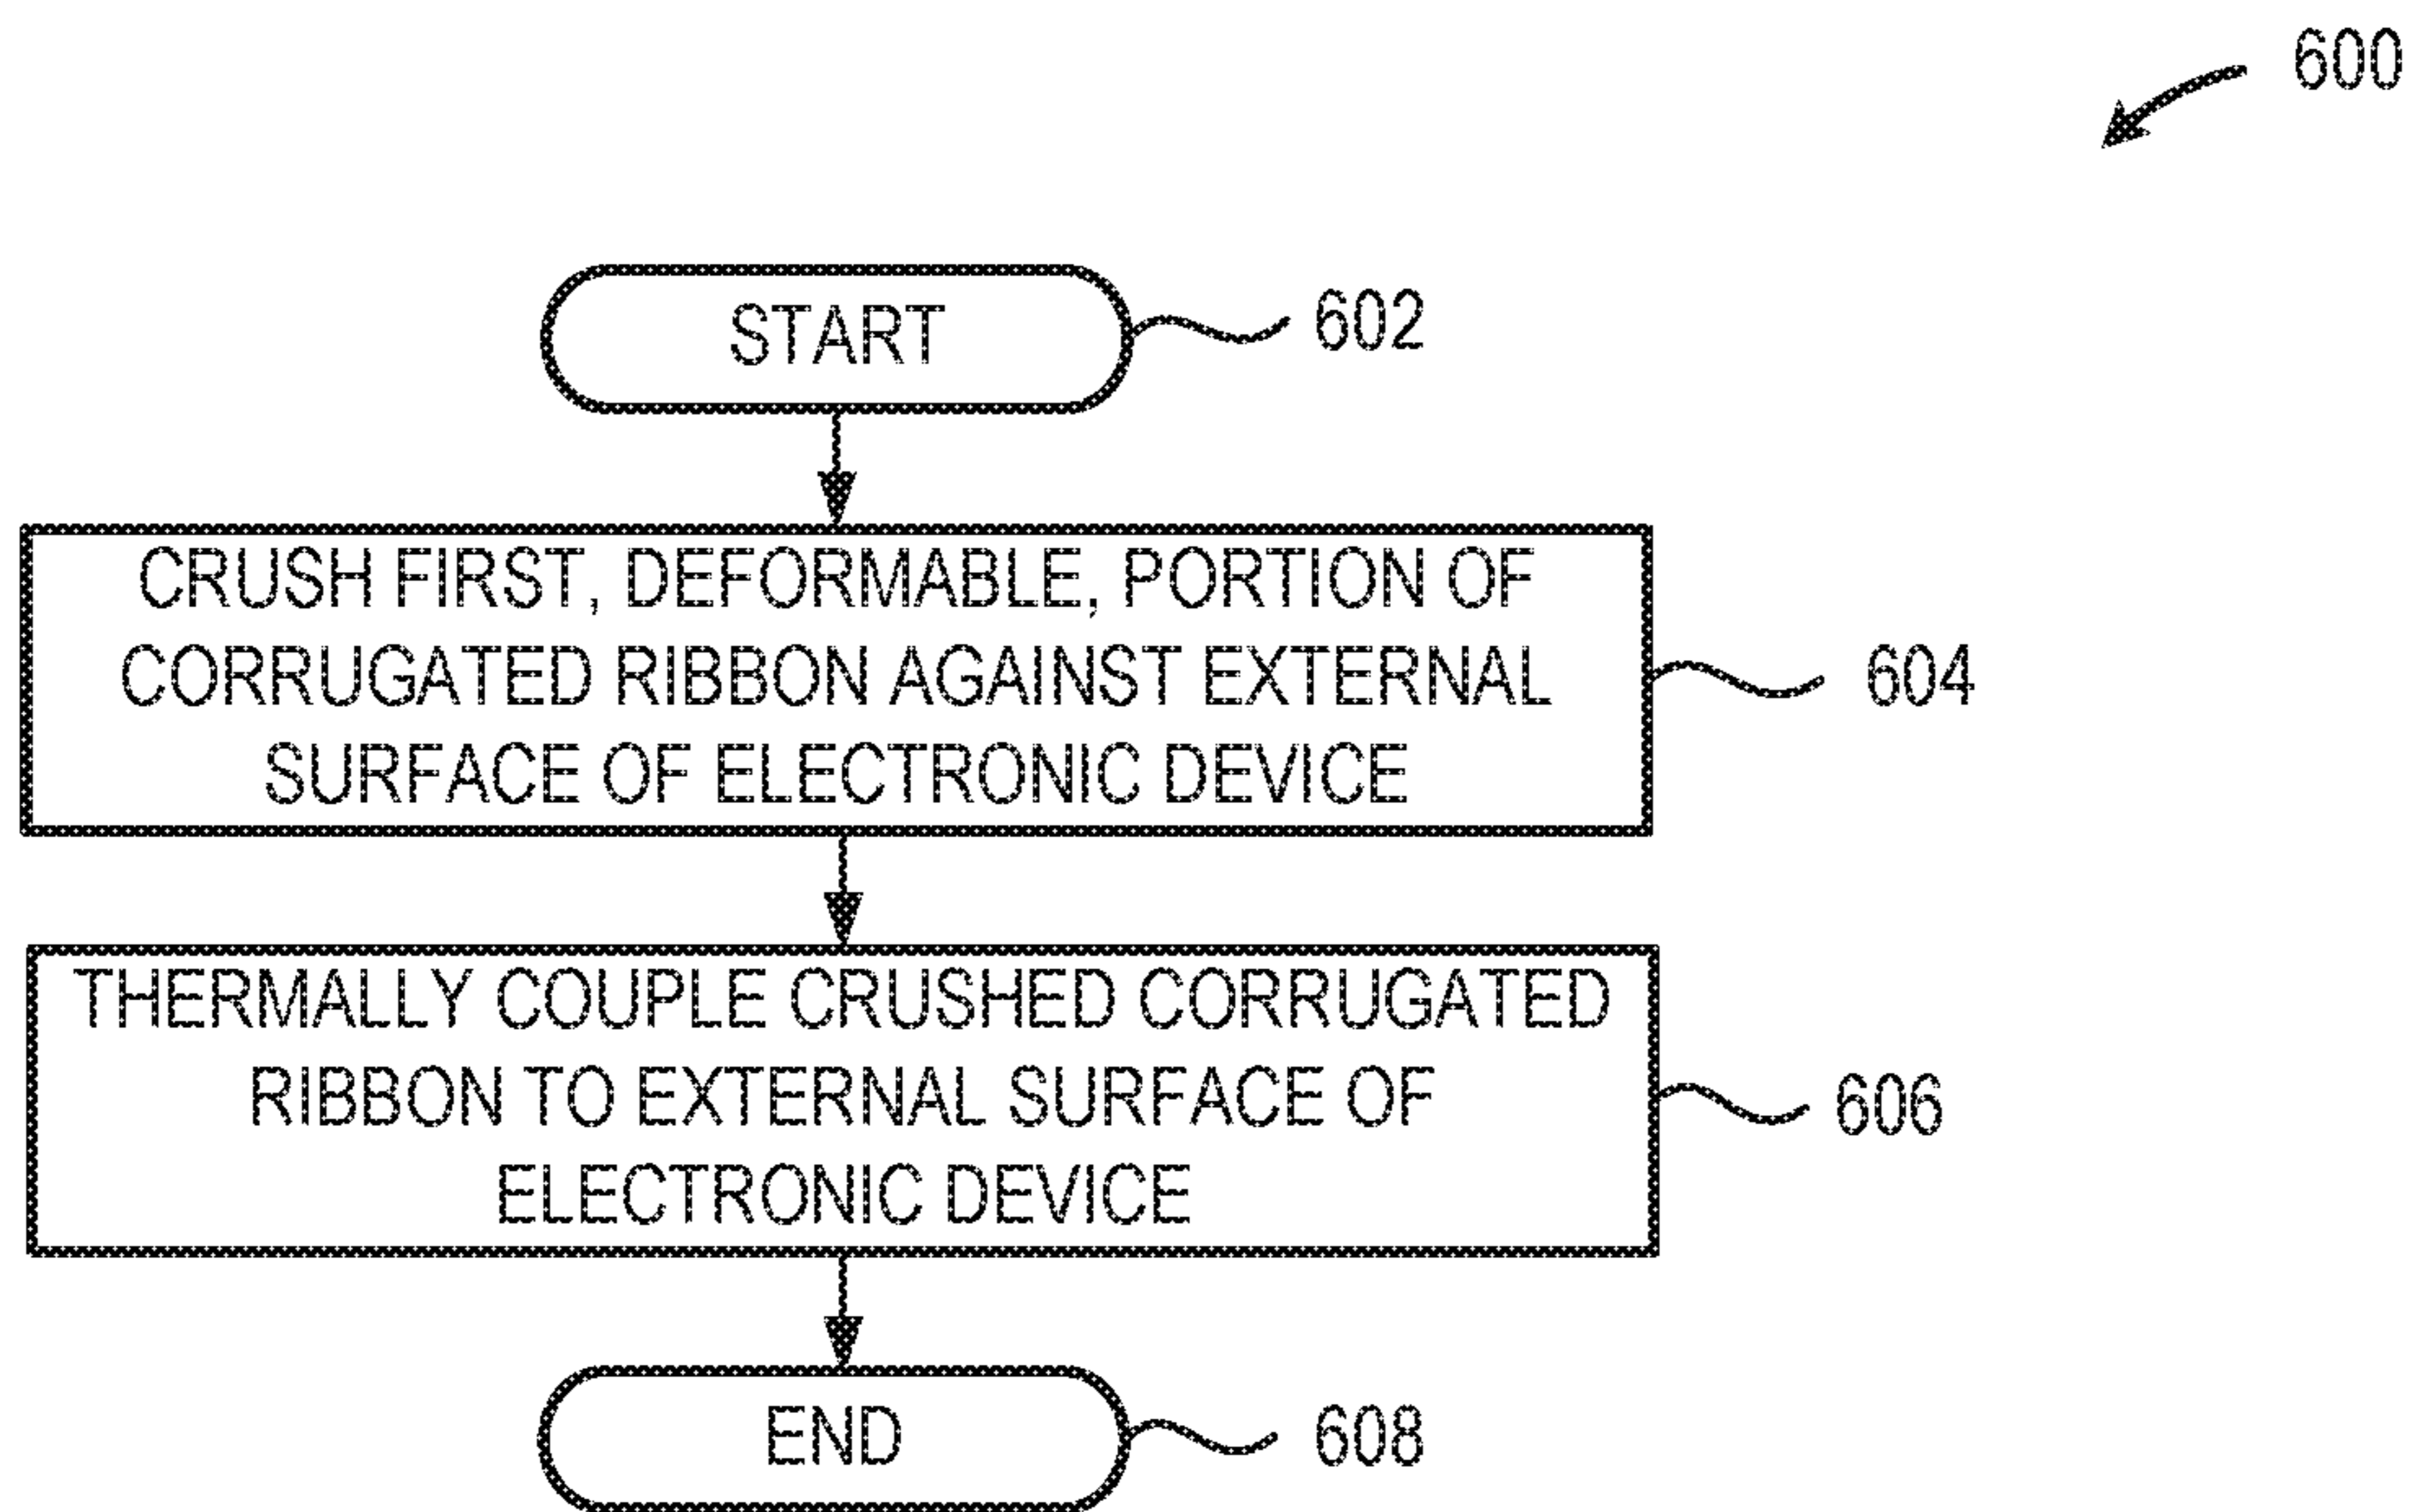 600
START
602
CRUSH FIRST, DEFORMABLE, PORTION OF
CORRUGATED RIBBON AGAINST EXTERNAL
SURFACE OF ELECTRONIC DEVICE
604
THERMALLY COUPLE CRUSHED CORRUGATED
RIBBON TO EXTERNAL SURFACE OF
ELECTRONIC DEVICE
606
END
608